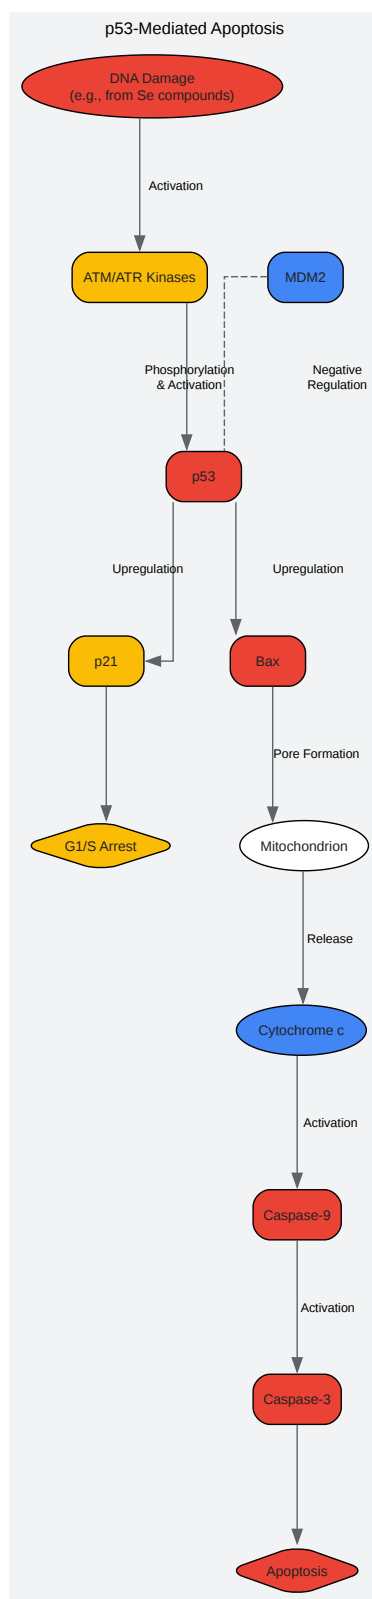 p53-Mediated Apoptosis
DNA Damage
(e.g., from Se compounds)
Activation
ATM/ATR Kinases
MDM2
Phosphorylation
& Activation
Negative
Regulation
p53
Upregulation
Upregulation
p21
Bax
Pore Formation
G1/S Arrest
Mitochondrion
Release
Cytochrome c
Activation
Caspase-9
Activation
Caspase-3
Apoptosis